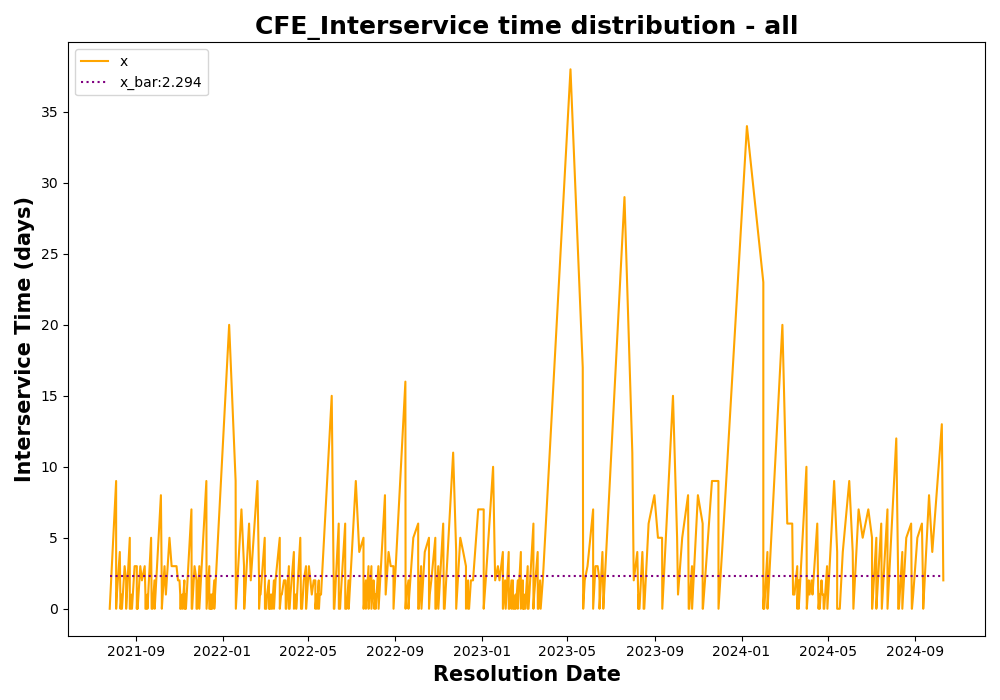 CFE_Interservice time distribution - all
x
x_bar:2.294
Interservice Time (days)
35
30
25
20
15
10
5
0
2021-09 2022-01 2022-05 2022-09 2023-01 2023-05 2023-09 2024-01 2024-05 2024-09
Resolution Date